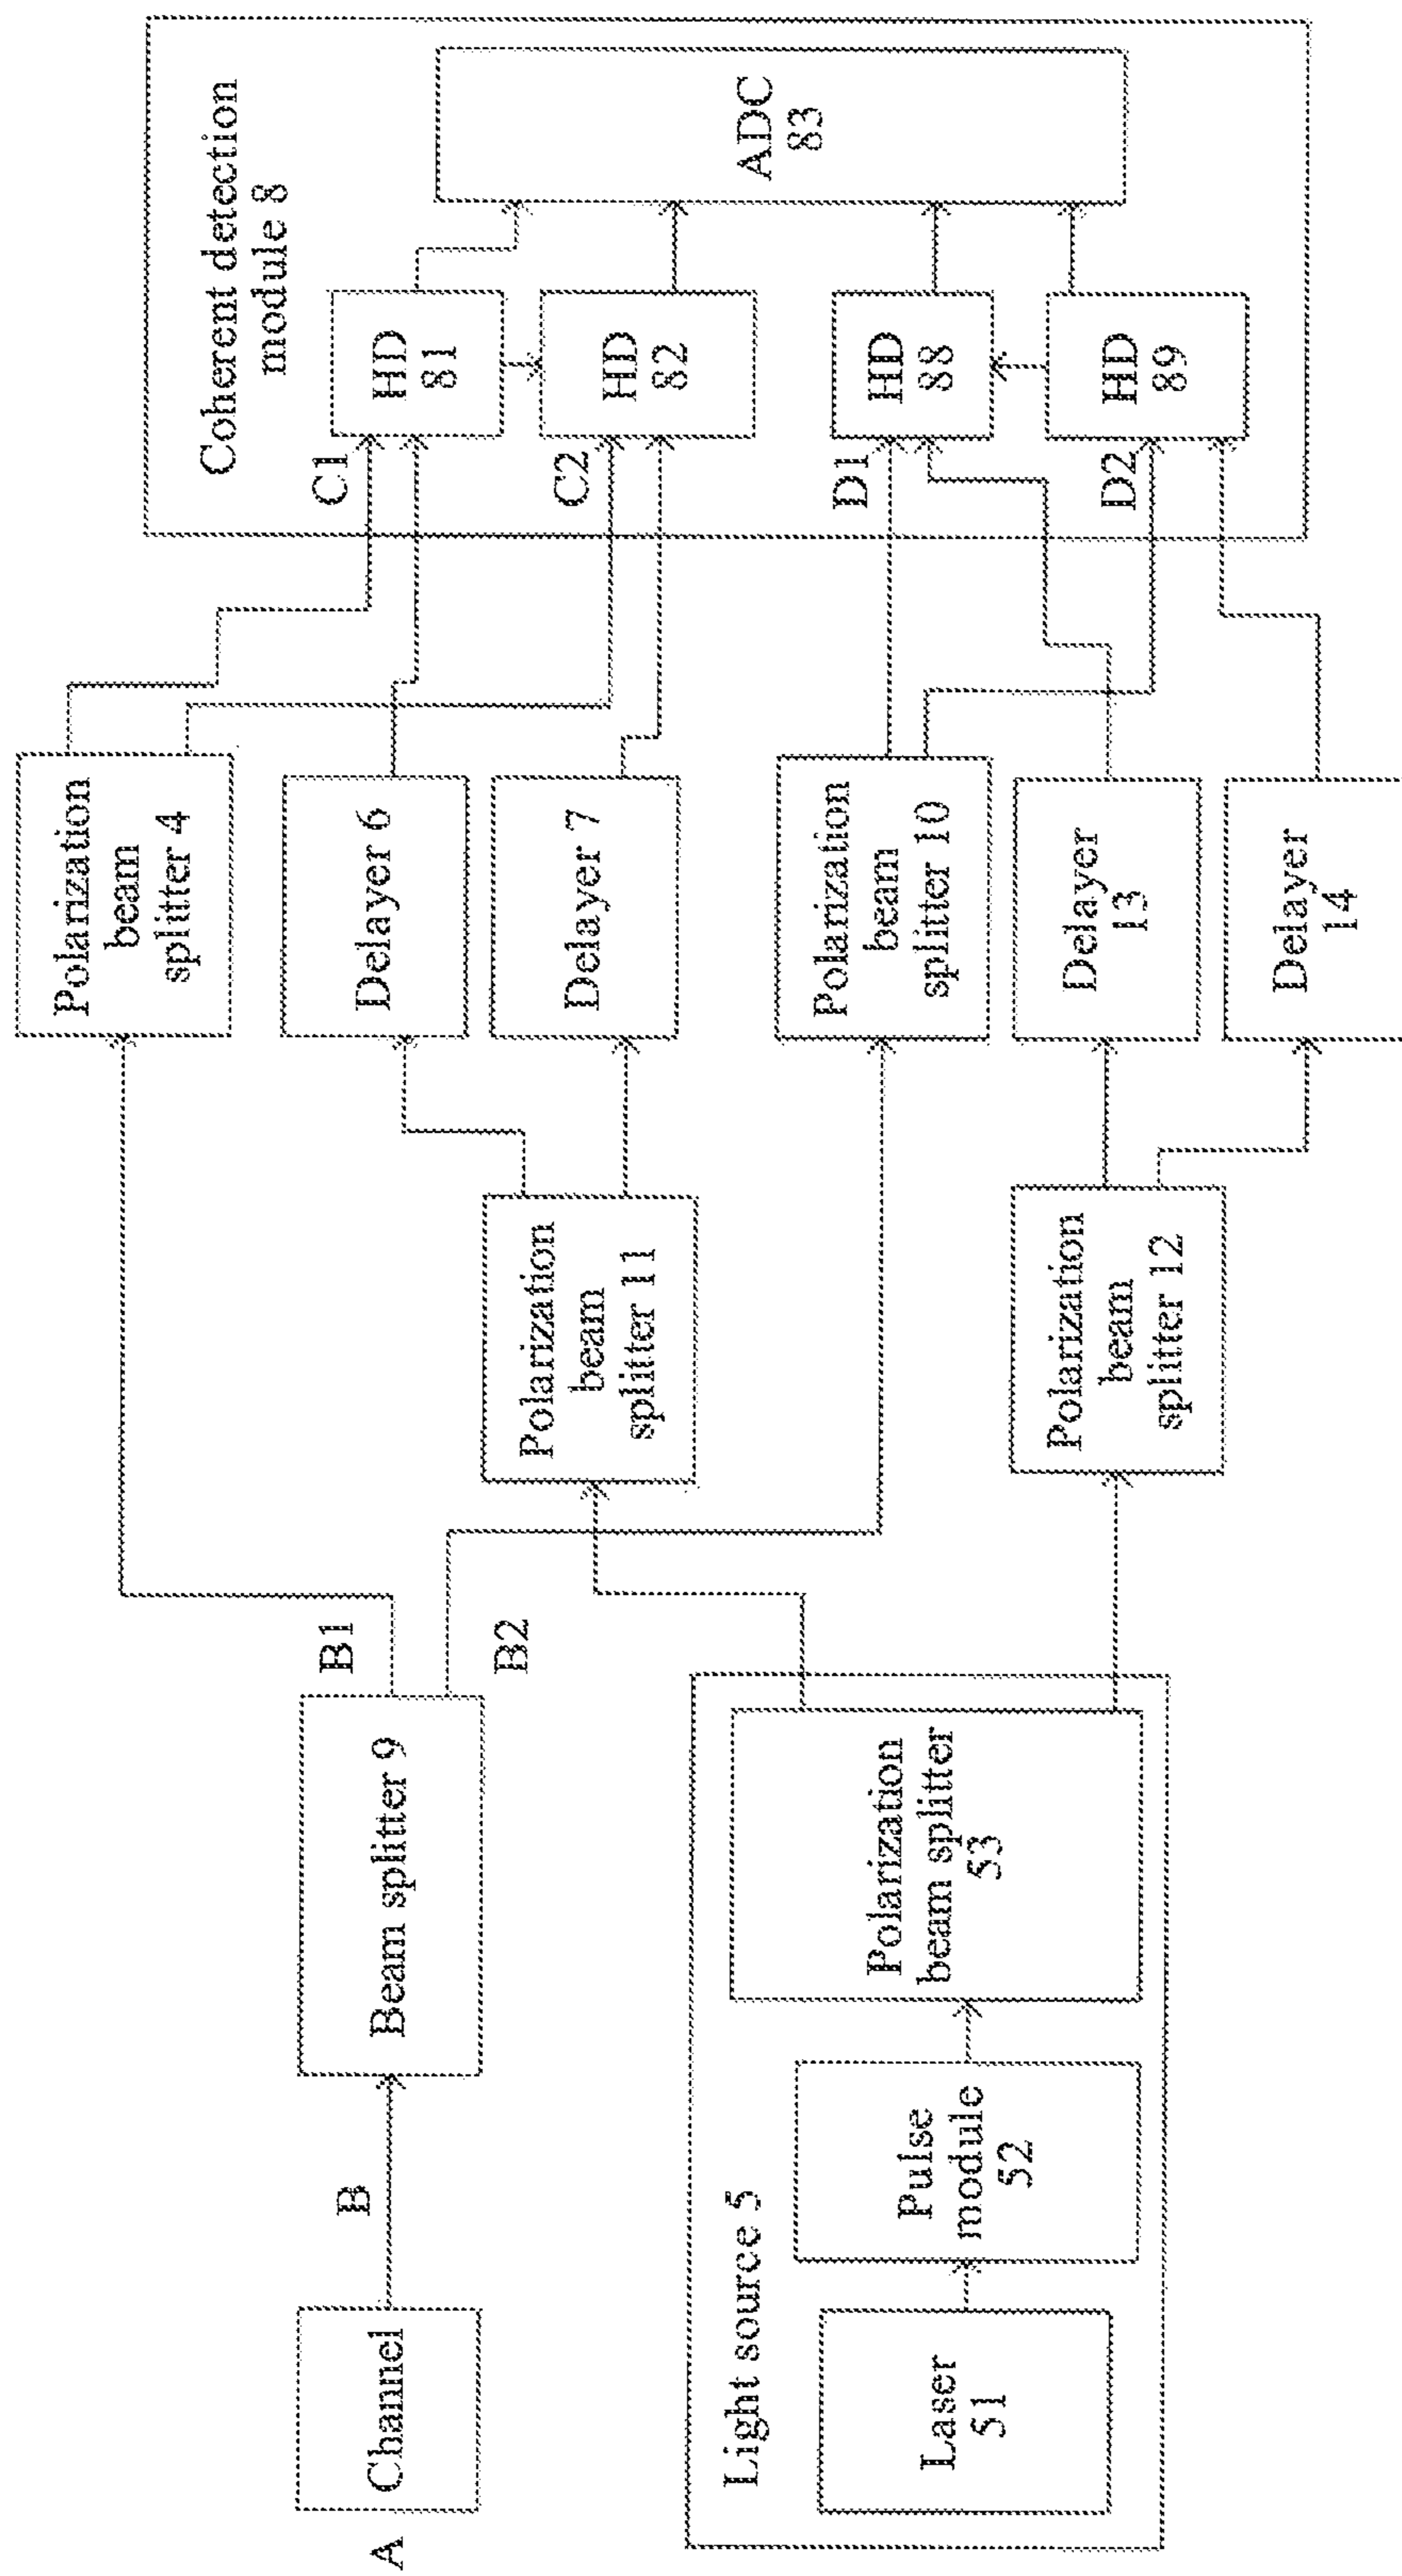 A
Channel
B
Beam splitter 9
B1
B2
Light source 5
Laser
51
Pulse
module
52
Polarization
beam splitter
53
Polarization
beam
splitter 11
Polarization
beam
splitter 12
Polarization
beam
splitter 4
Delayer 6
Delayer 7
Polarization
beam
splitter 10
Delayer
13
Delayer
14
Coherent detection
module 8
C1
C2
D1
D2
HD
81
HD
82
HD
88
HD
89
ADC
83